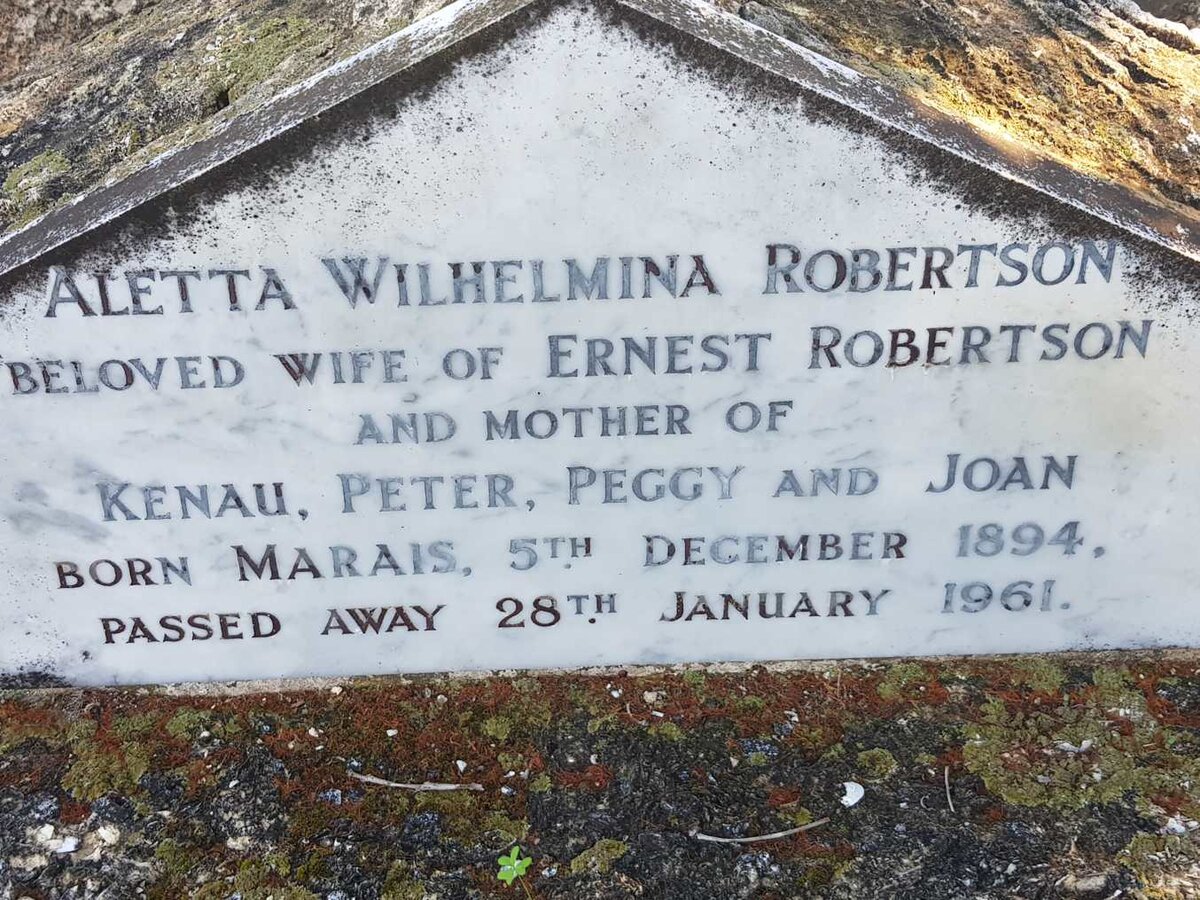 ALETTA WILHELMINA ROBERTSON
BELOVED WIFE OF ERNEST ROBERTSON
AND MOTHER OF
KENAU, PETER, PEGGY AND JOAN
BORN MARAIS, 5TH DECEMBER 1894,
PASSED AWAY 28TH JANUARY 1961.